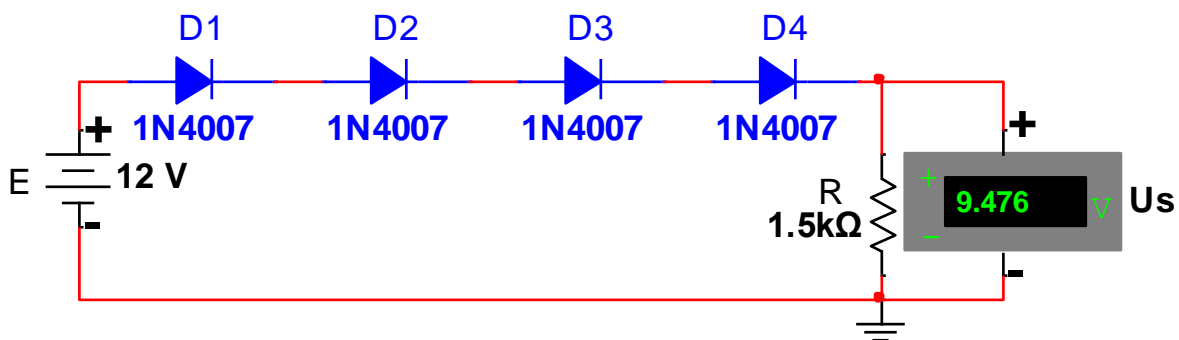 D1 D2 D3 D4
1N4007 1N4007 1N4007 1N4007
+ +
E 12 V
+ 9.476 V Us
R
1.5kΩ
-
- -